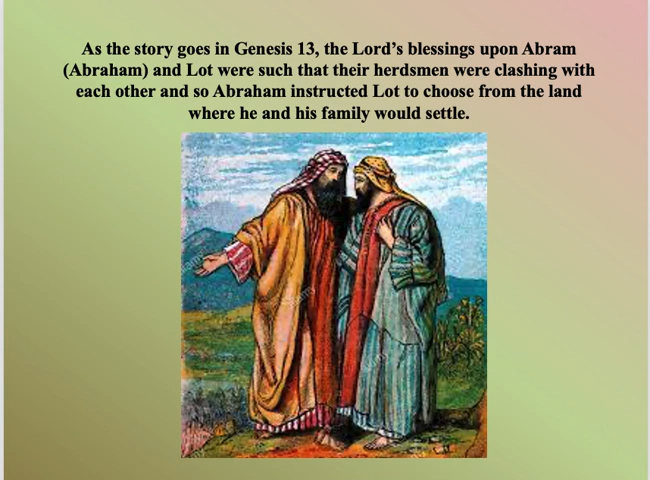 As the story goes in Genesis 13, the Lord’s blessings upon Abram
(Abraham) and Lot were such that their herdsmen were clashing with
each other and so Abraham instructed Lot to choose from the land
where he and his family would settle.